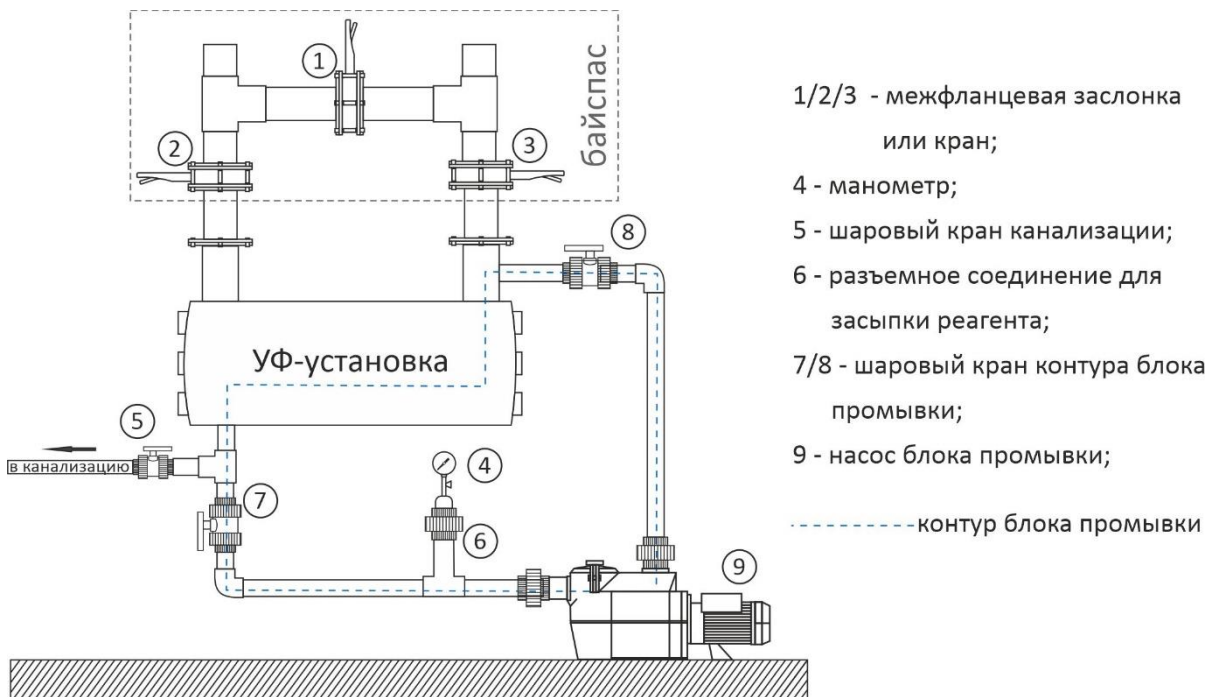 1
2
3
байспас
8
УФ-установка
5
в канализацию
4
7
6
9
1/2/3 - межфланцевая заслонка
или кран;
4 - манометр;
5 - шаровый кран канализации;
6 - разъемное соединение для
засыпки реагента;
7/8 - шаровый кран контура блока
промывки;
9 - насос блока промывки;
контур блока промывки